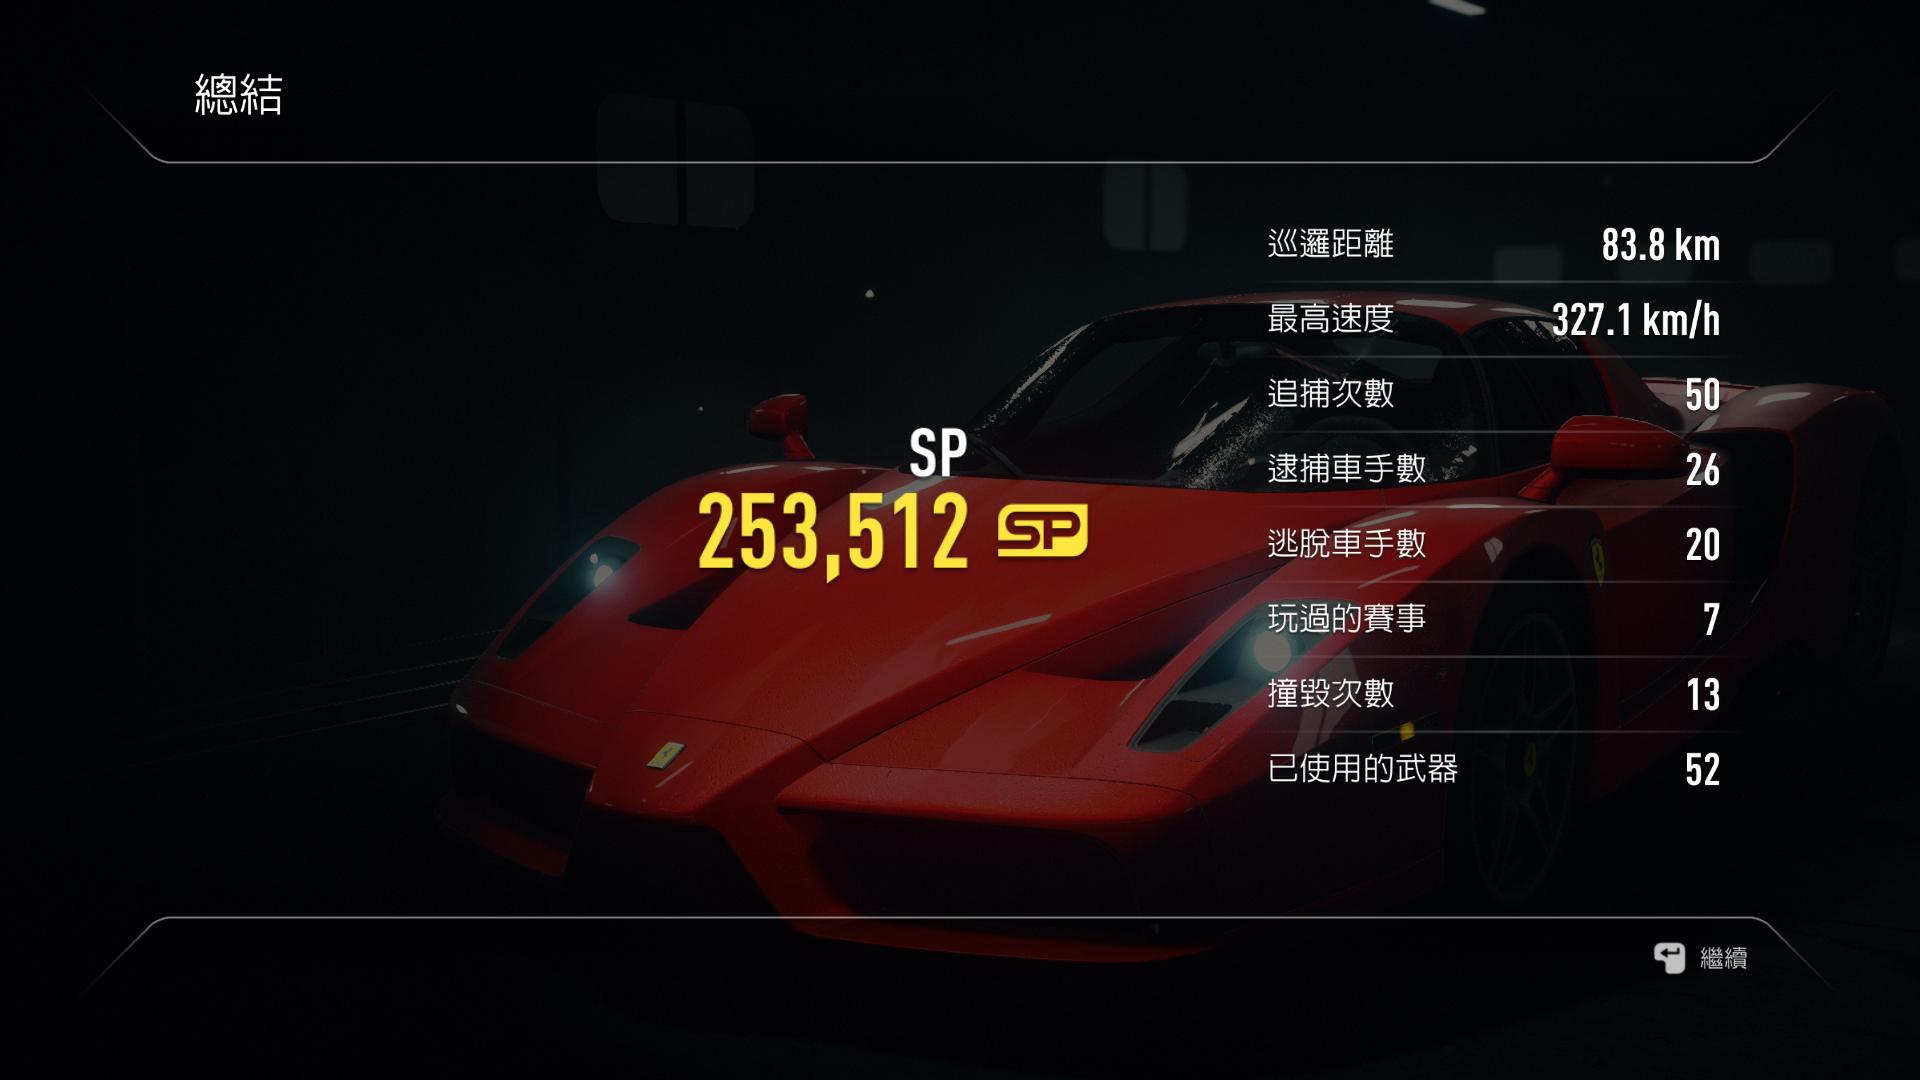 總結
SP
253,512 SP
巡邏距離 83.8 km
最高速度 327.1 km/h
追捕次數 50
逮捕車手數 26
逃脫車手數 20
玩過的賽事 7
撞毀次數 13
已使用的武器 52
繼續